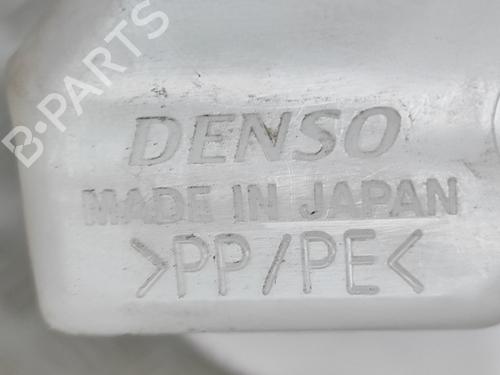 B-PARTS
DENSO
MADE IN JAPAN
>PP/PE<